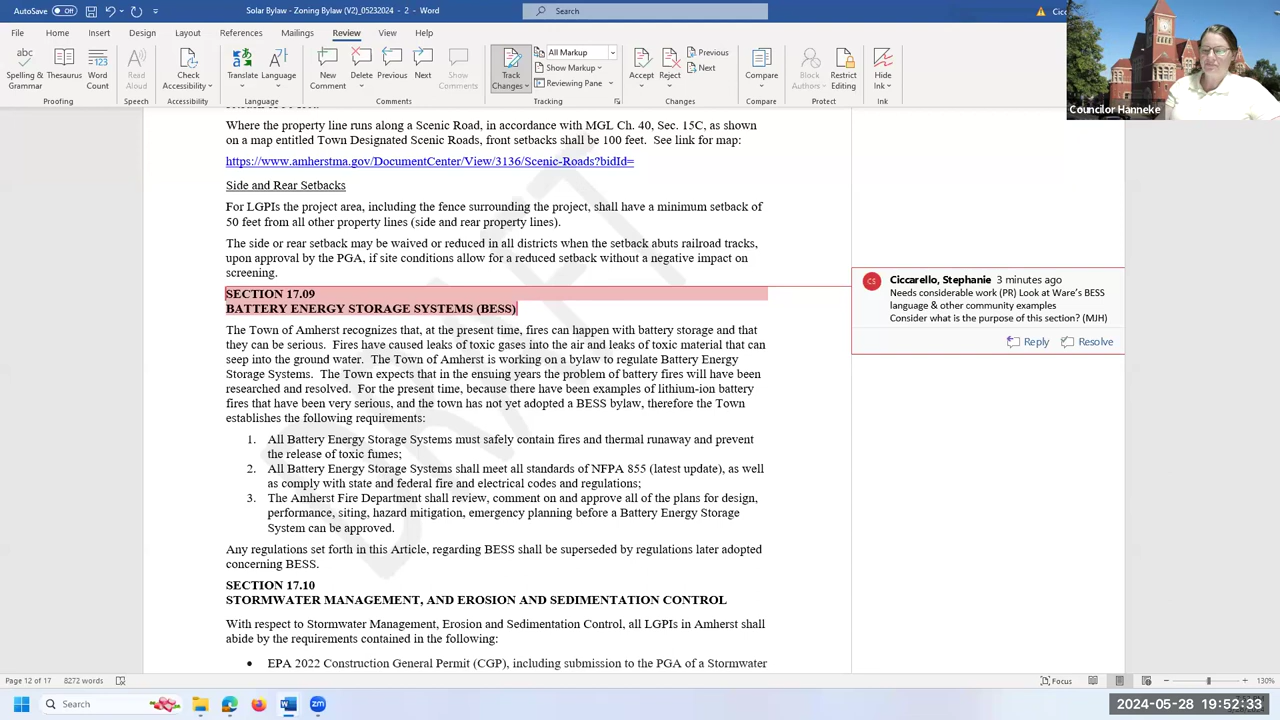 Solar Bylaw - Zoning Bylaw (V2)_05232024 - 2 - Word
Search
Cicc
File
Home
Insert
Draw
Design
Layout
References
Mailings
Review
View
Help
Spelling &
Grammar
Thesaurus
Word
Count
Proofing
Read
Aloud
Speech
Check
Accessibility
Accessibility
Translate
Language
Language
New
Comment
Delete
Previous
Next
Show
Comments
Comments
Track
Changes
All Markup
Show Markup
Reviewing Pane
Tracking
Accept
Reject
Previous
Next
Changes
Compare
Compare
Block
Authors
Restrict
Editing
Protect
Hide
Ink
Ink
Councilor Hanneke
Where the property line runs along a Scenic Road, in accordance with MGL Ch. 40, Sec. 15C, as shown
on a map entitled Town Designated Scenic Roads, front setbacks shall be 100 feet. See link for map:
https://www.amherstma.gov/DocumentCenter/View/3136/Scenic-Roads?bidId=
Side and Rear Setbacks
For LGPIs the project area, including the fence surrounding the project, shall have a minimum setback of
50 feet from all other property lines (side and rear property lines).
The side or rear setback may be waived or reduced in all districts when the setback abuts railroad tracks,
upon approval by the PGA, if site conditions allow for a reduced setback without a negative impact on
screening.
SECTION 17.09
BATTERY ENERGY STORAGE SYSTEMS (BESS)
The Town of Amherst recognizes that, at the present time, fires can happen with battery storage and that
they can be serious. Fires have caused leaks of toxic gases into the air and leaks of toxic material that can
seep into the ground water. The Town of Amherst is working on a bylaw to regulate Battery Energy
Storage Systems. The Town expects that in the ensuing years the problem of battery fires will have been
researched and resolved. For the present time, because there have been examples of lithium-ion battery
fires that have been very serious, and the town has not yet adopted a BESS bylaw, therefore the Town
establishes the following requirements:
1. All Battery Energy Storage Systems must safely contain fires and thermal runaway and prevent
the release of toxic fumes;
2. All Battery Energy Storage Systems shall meet all standards of NFPA 855 (latest update), as well
as comply with state and federal fire and electrical codes and regulations;
3. The Amherst Fire Department shall review, comment on and approve all of the plans for design,
performance, siting, hazard mitigation, emergency planning before a Battery Energy Storage
System can be approved.
Any regulations set forth in this Article, regarding BESS shall be superseded by regulations later adopted
concerning BESS.
SECTION 17.10
STORMWATER MANAGEMENT, AND EROSION AND SEDIMENTATION CONTROL
With respect to Stormwater Management, Erosion and Sedimentation Control, all LGPIs in Amherst shall
abide by the requirements contained in the following:
• EPA 2022 Construction General Permit (CGP), including submission to the PGA of a Stormwater
DRAFT
CS
Ciccarello, Stephanie 3 minutes ago
Needs considerable work (PR) Look at Ware's BESS
language & other community examples
Consider what is the purpose of this section? (MJH)
Reply
Resolve
Page 12 of 17
8272 words
Focus
130%
Search
2024-05-28 19:52:33